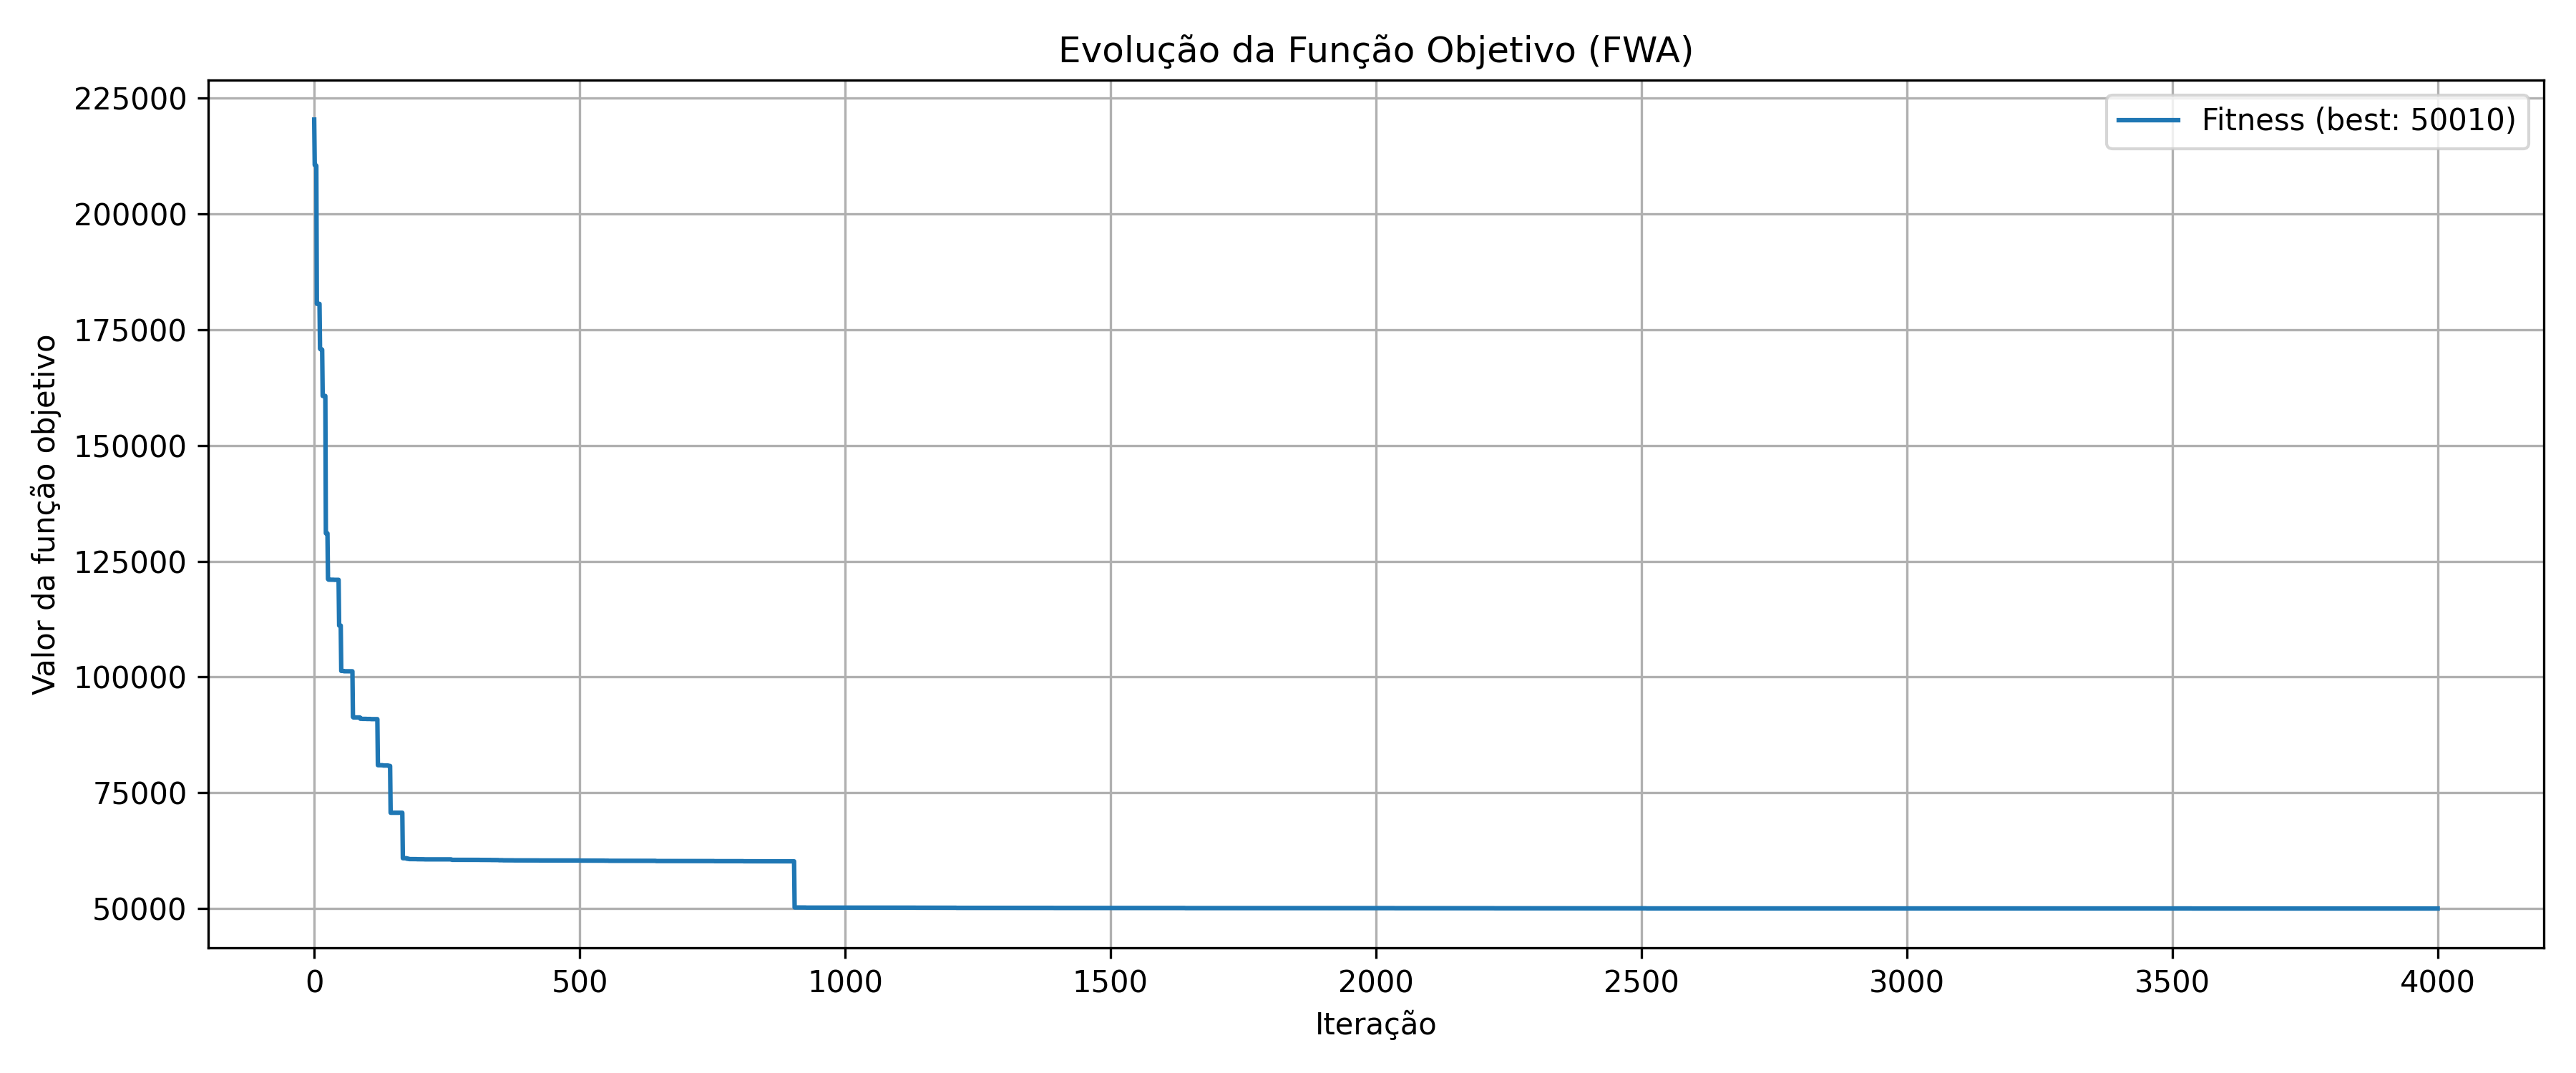 Evolução da Função Objetivo (FWA)
Fitness (best: 50010)
Valor da função objetivo
225000
200000
175000
150000
125000
100000
75000
50000
0 500 1000 1500 2000 2500 3000 3500 4000
Iteração